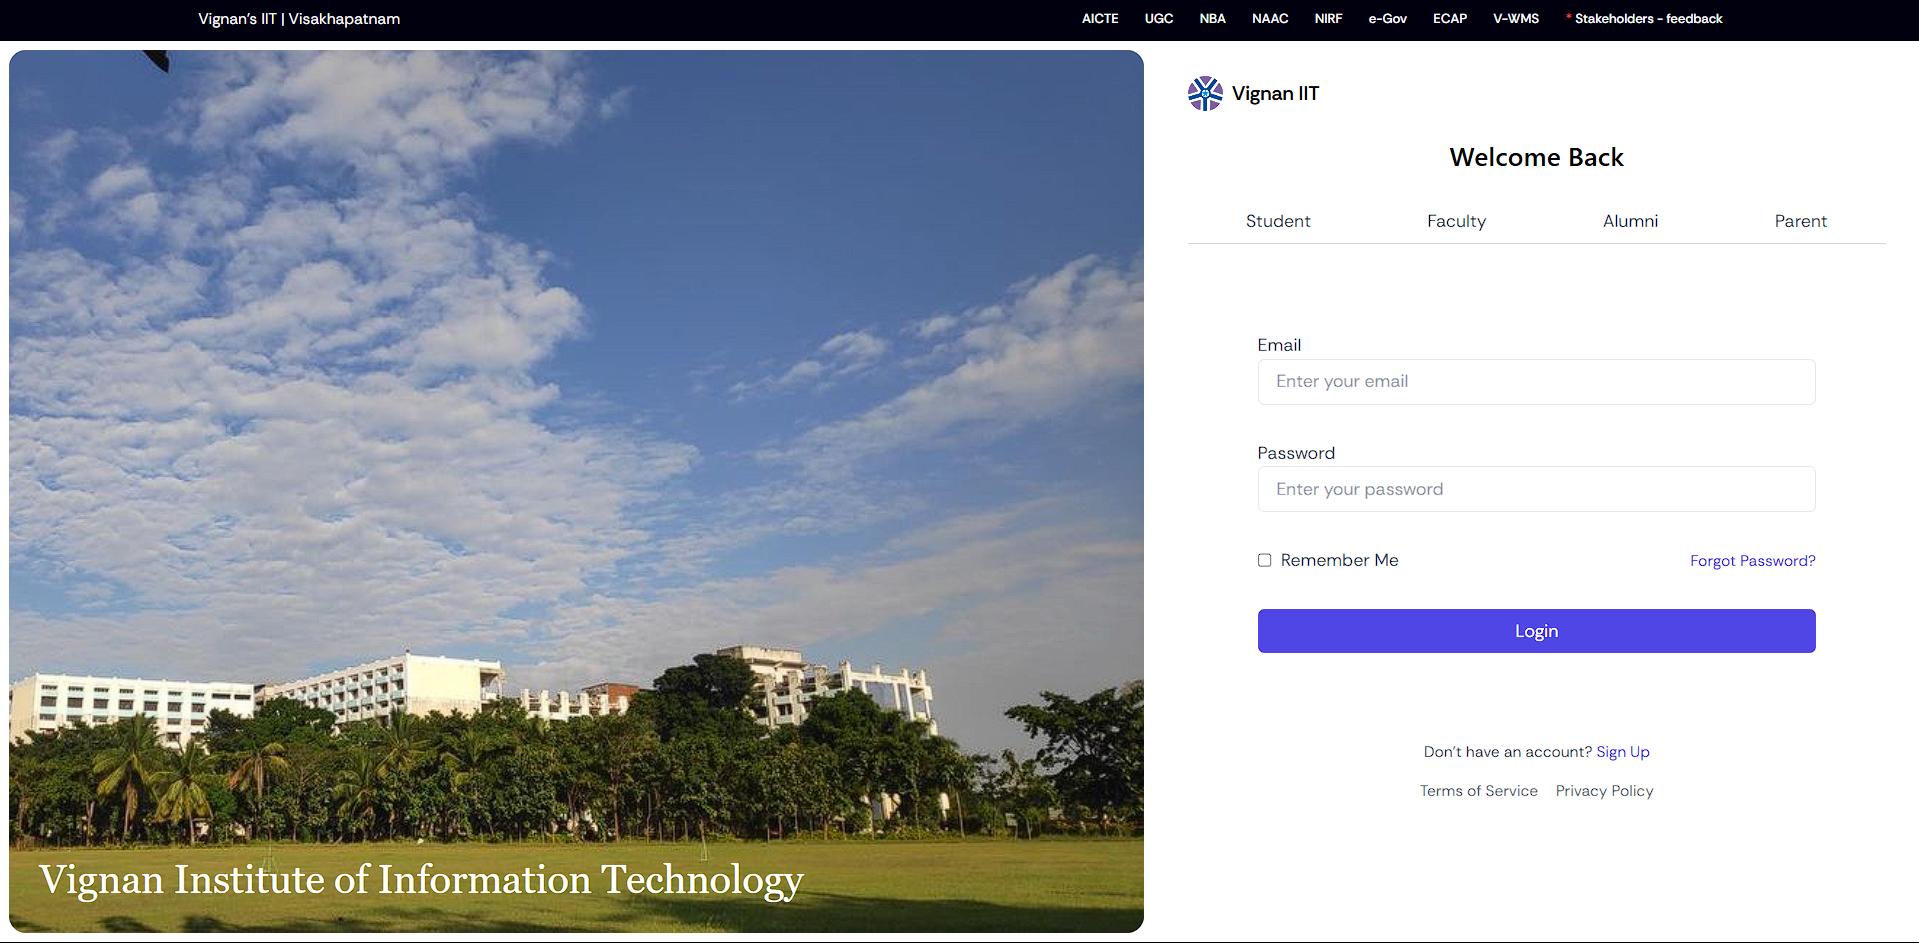 Vignan's IIT | Visakhapatnam
AICTE UGC NBA NAAC NIRF e-Gov ECAP V-WMS * Stakeholders - feedback
Vignan IIT
Welcome Back
Student Faculty Alumni Parent
Email
Enter your email
Password
Enter your password
Remember Me Forgot Password?
Login
Don't have an account? Sign Up
Terms of Service Privacy Policy
Vignan Institute of Information Technology